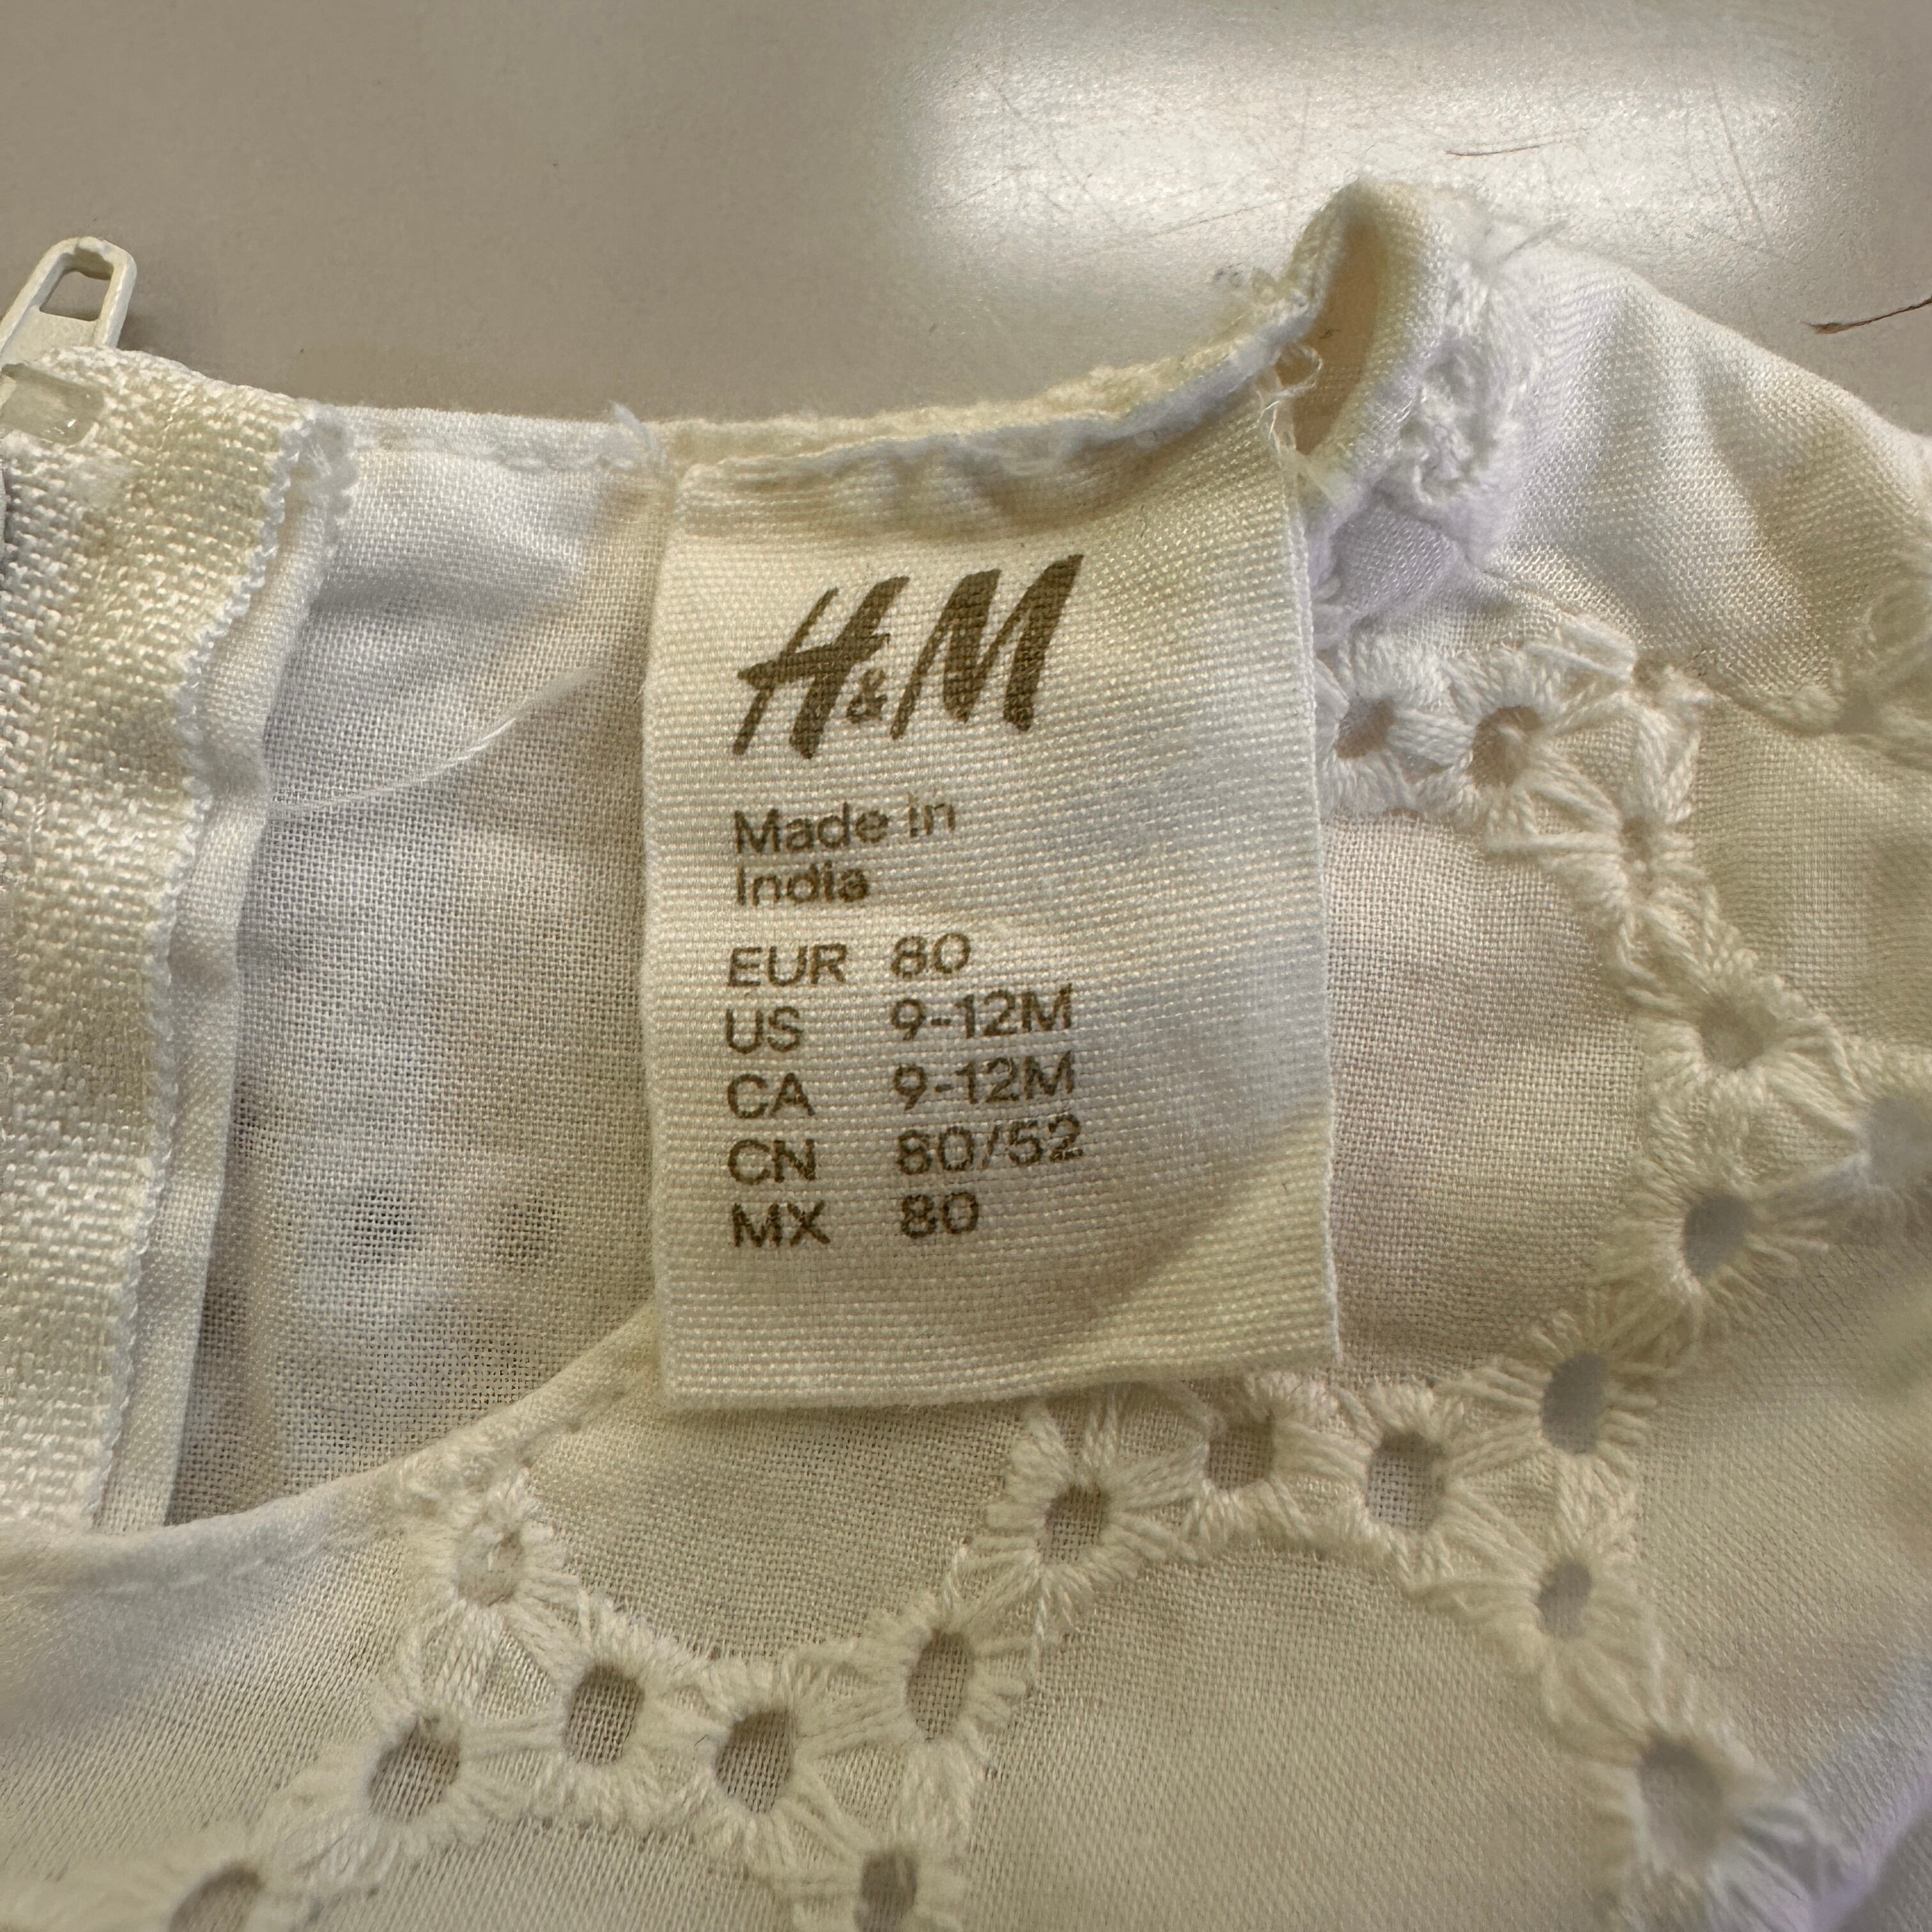 H&M
Made in
India
EUR 80
US 9-12M
CA 9-12M
CN 80/52
MX 80